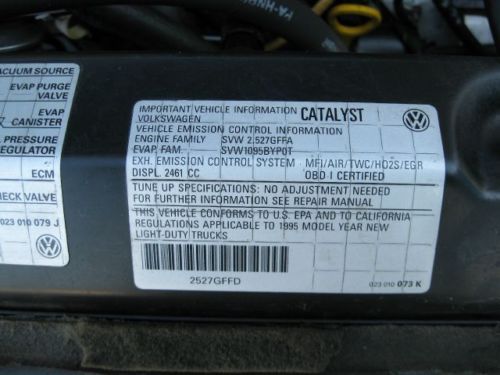 KA-HN
VACUUM SOURCE
EVAP PURGE
VALVE
EVAP
CANISTER
PRESSURE
REGULATOR
ECM
CHECK VALVE
023 010 079 J
IMPORTANT VEHICLE INFORMATION CATALYST
VOLKSWAGEN
VEHICLE EMISSION CONTROL INFORMATION
ENGINE FAMILY SVW 2.527GFFA
EVAP. FAM. SVW1095BYP0T
EXH. EMISSION CONTROL SYSTEM - MFI/AIR/TWC/HO2S/EGR
DISPL 2461 CC OBD I CERTIFIED
TUNE UP SPECIFICATIONS: NO ADJUSTMENT NEEDED
FOR FURTHER INFORMATION SEE REPAIR MANUAL
THIS VEHICLE CONFORMS TO U.S. EPA AND TO CALIFORNIA
REGULATIONS APPLICABLE TO 1995 MODEL YEAR NEW
LIGHT-DUTY TRUCKS
2527GFFD
023 010 073 K